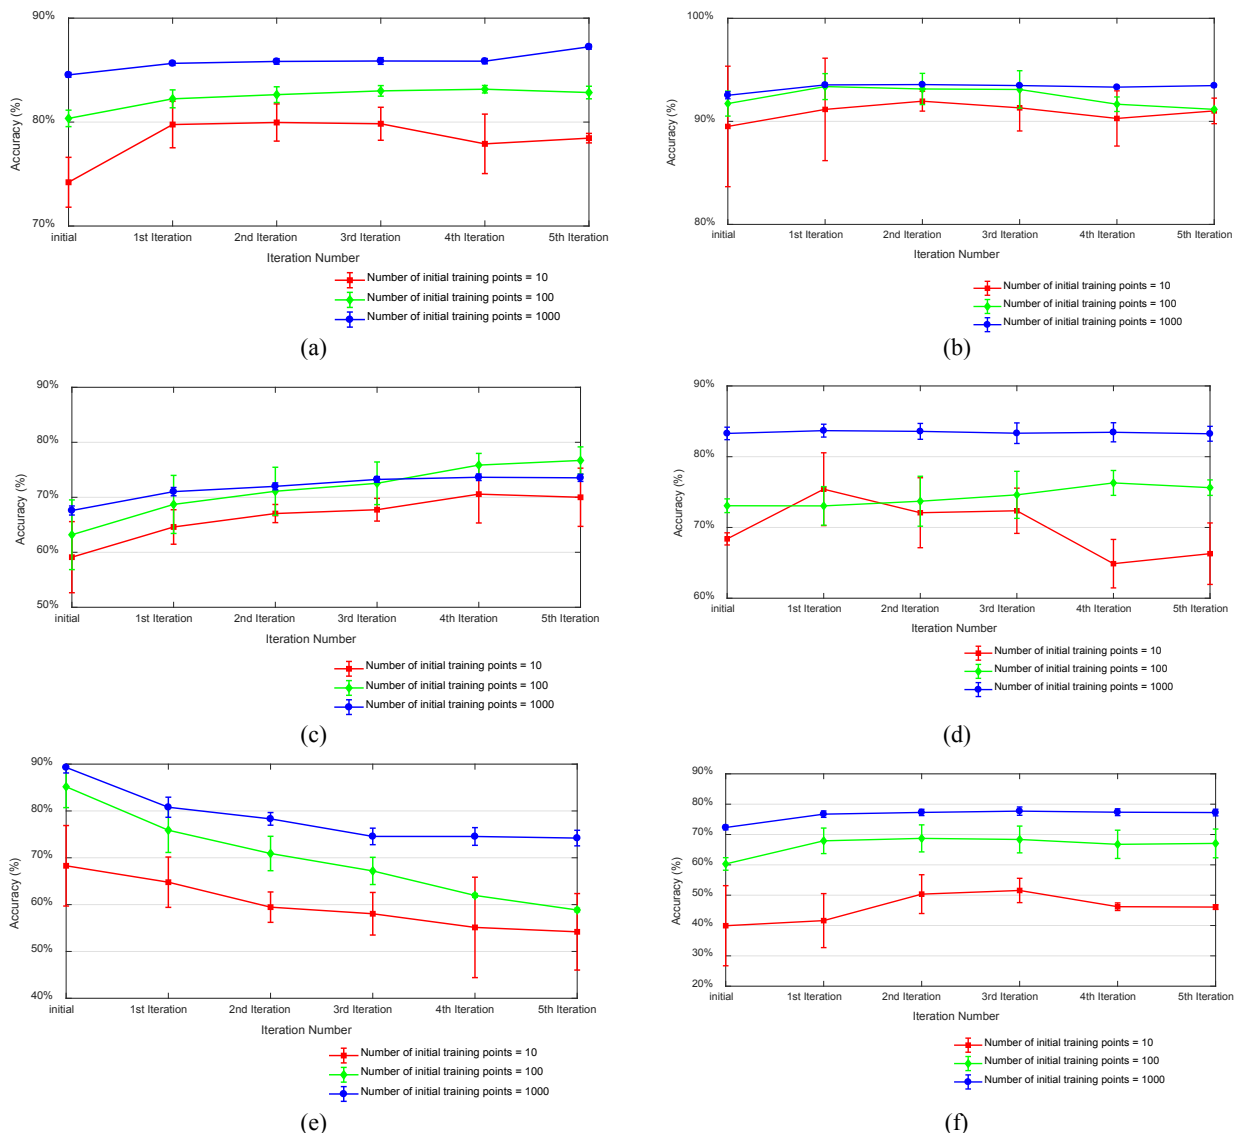 90%
80%
70%
Accuracy (%)
initial 1st Iteration 2nd Iteration 3rd Iteration 4th Iteration 5th Iteration
Iteration Number
Number of initial training points = 10
Number of initial training points = 100
Number of initial training points = 1000
(a)
100%
90%
80%
Accuracy (%)
initial 1st Iteration 2nd Iteration 3rd Iteration 4th Iteration 5th Iteration
Iteration Number
Number of initial training points = 10
Number of initial training points = 100
Number of initial training points = 1000
(b)
90%
80%
70%
60%
50%
Accuracy (%)
initial 1st Iteration 2nd Iteration 3rd Iteration 4th Iteration 5th Iteration
Iteration Number
Number of initial training points = 10
Number of initial training points = 100
Number of initial training points = 1000
(c)
90%
80%
70%
60%
Accuracy (%)
initial 1st Iteration 2nd Iteration 3rd Iteration 4th Iteration 5th Iteration
Iteration Number
Number of initial training points = 10
Number of initial training points = 100
Number of initial training points = 1000
(d)
90%
80%
70%
60%
50%
40%
Accuracy (%)
initial 1st Iteration 2nd Iteration 3rd Iteration 4th Iteration 5th Iteration
Iteration Number
Number of initial training points = 10
Number of initial training points = 100
Number of initial training points = 1000
(e)
90%
80%
70%
60%
50%
40%
30%
20%
Accuracy (%)
initial 1st Iteration 2nd Iteration 3rd Iteration 4th Iteration 5th Iteration
Iteration Number
Number of initial training points = 10
Number of initial training points = 100
Number of initial training points = 1000
(f)